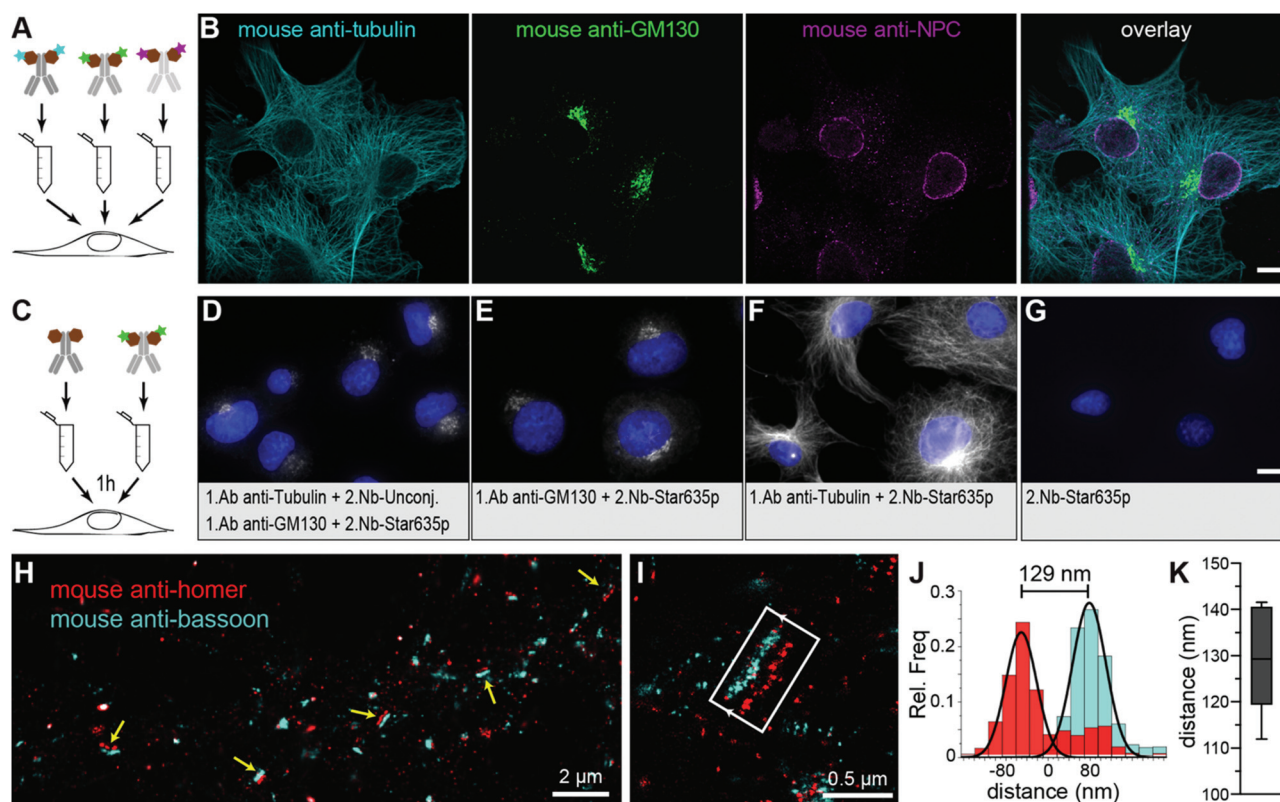 A
B
mouse anti-tubulin
mouse anti-GM130
mouse anti-NPC
overlay
C
1h
D
1.Ab anti-Tubulin + 2.Nb-Unconj.
1.Ab anti-GM130 + 2.Nb-Star635p
E
1.Ab anti-GM130 + 2.Nb-Star635p
F
1.Ab anti-Tubulin + 2.Nb-Star635p
G
2.Nb-Star635p
H
mouse anti-homer
mouse anti-bassoon
2 µm
I
0.5 µm
J
129 nm
Rel. Freq
0.3
0.2
0.1
0
-80
0
80
distance (nm)
K
distance (nm)
150
140
130
120
110
100